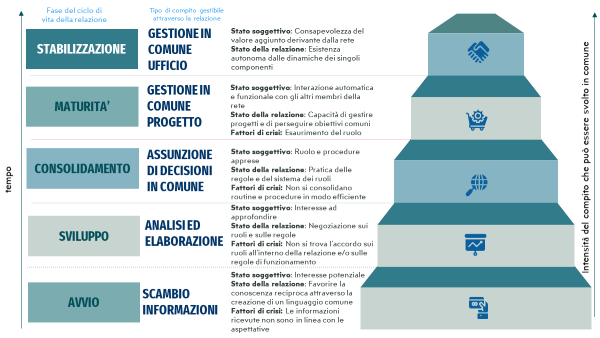 Fase del ciclo di
vita della relazione
Tipo di compito gestibile
attraverso la relazione
STABILIZZAZIONE
GESTIONE IN
COMUNE
UFFICIO
Stato soggettivo: Consapevolezza del
valore aggiunto derivante dalla rete
Stato della relazione: Esistenza
autonoma dalle dinamiche dei singoli
componenti
MATURITA'
GESTIONE IN
COMUNE
PROGETTO
Stato soggettivo: Interazione automatica
e funzionale con gli altri membri della
rete
Stato della relazione: Capacità di gestire
progetti e di perseguire obiettivi comuni
Fattori di crisi: Esaurimento del ruolo
CONSOLIDAMENTO
ASSUNZIONE
DI DECISIONI
IN COMUNE
Stato soggettivo: Ruolo e procedure
apprese
Stato della relazione: Pratica delle
regole e del sistema dei ruoli
Fattori di crisi: Non si consolidano
routine e procedure in modo efficiente
SVILUPPO
ANALISI ED
ELABORAZIONE
Stato soggettivo: Interesse ad
approfondire
Stato della relazione: Negoziazione sui
ruoli e sulle regole
Fattori di crisi: Non si trova l'accordo sui
ruoli all'interno della relazione e/o sulle
regole di funzionamento
AVVIO
SCAMBIO
INFORMAZIONI
Stato soggettivo: Interesse potenziale
Stato della relazione: Favorire la
conoscenza reciproca attraverso la
creazione di un linguaggio comune
Fattori di crisi: Le informazioni
ricevute non sono in linea con le
aspettative
tempo
Intensità del compito che può essere svolto in comune